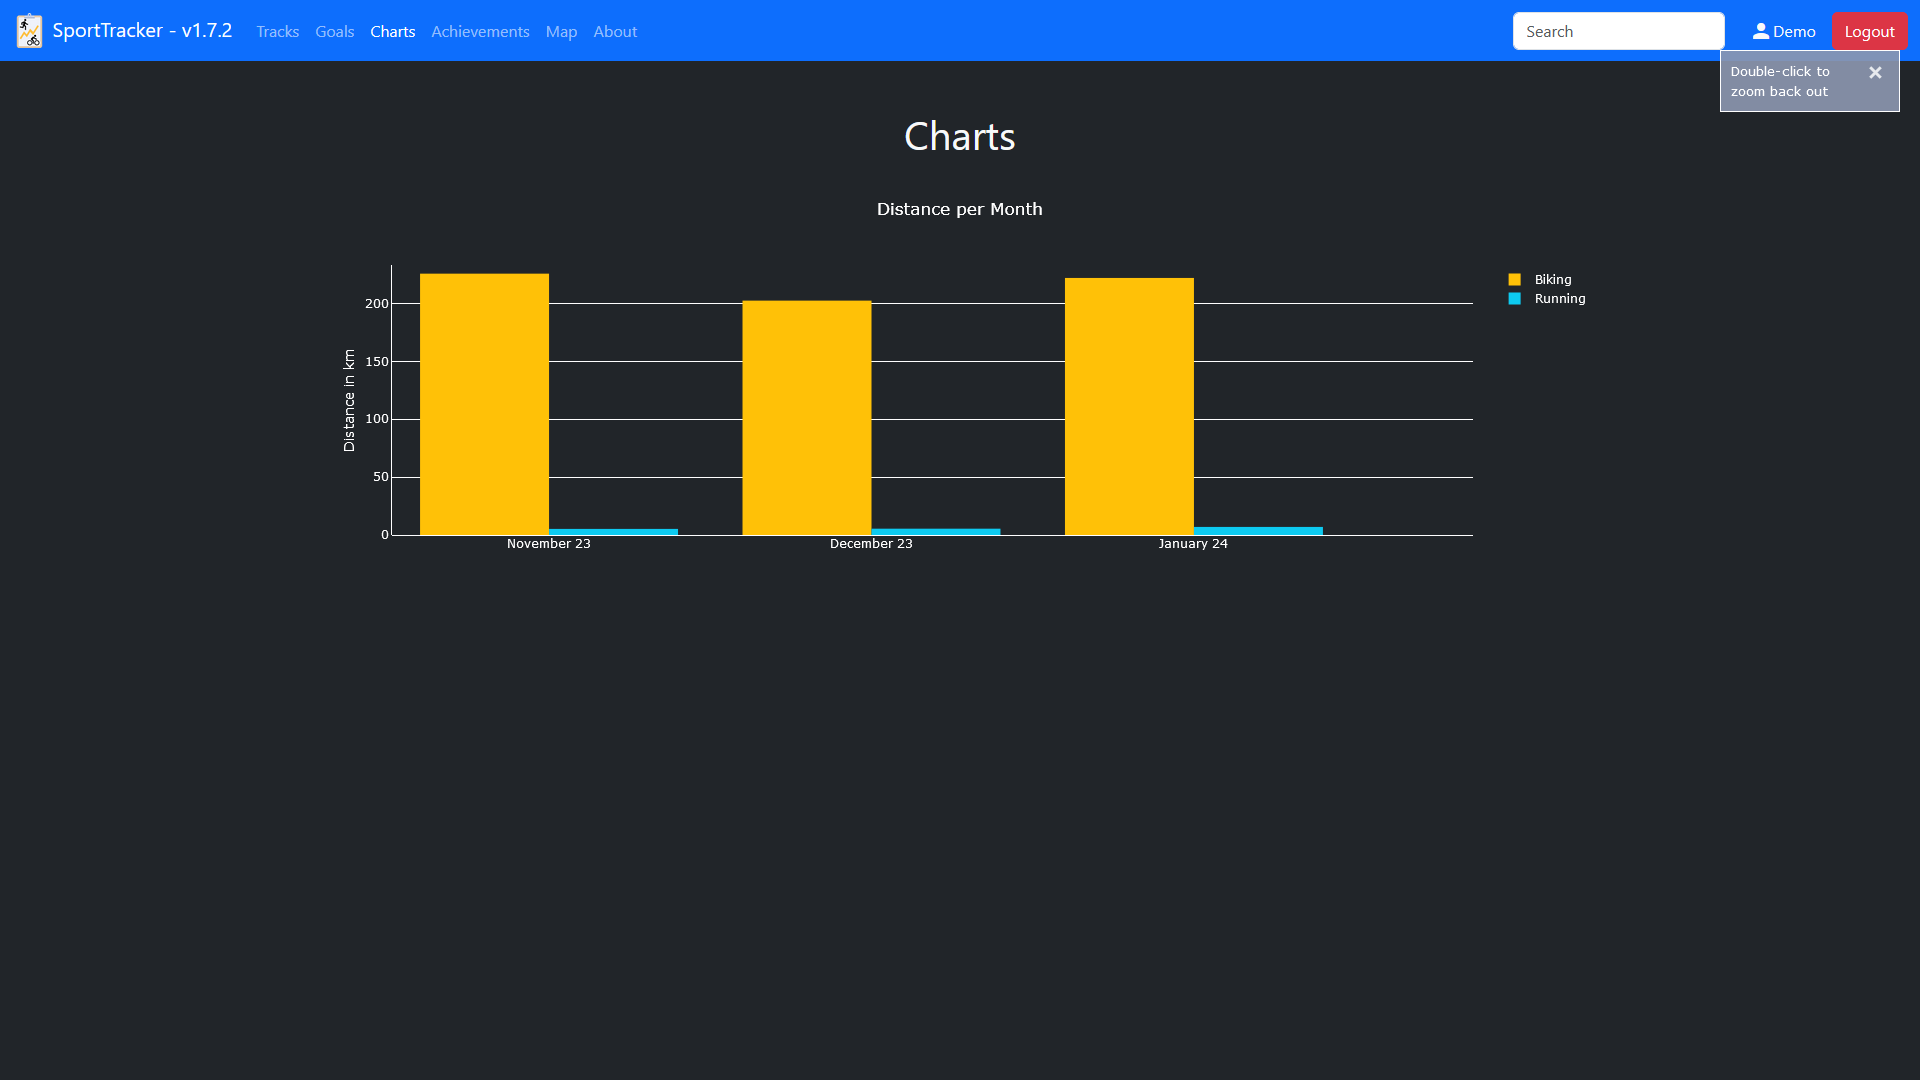 SportTracker - v1.7.2 Tracks Goals Charts Achievements Map About Search Demo Logout
Double-click to
zoom back out
Charts
Distance per Month
Distance in km
200
150
100
50
0
November 23 December 23 January 24
Biking
Running